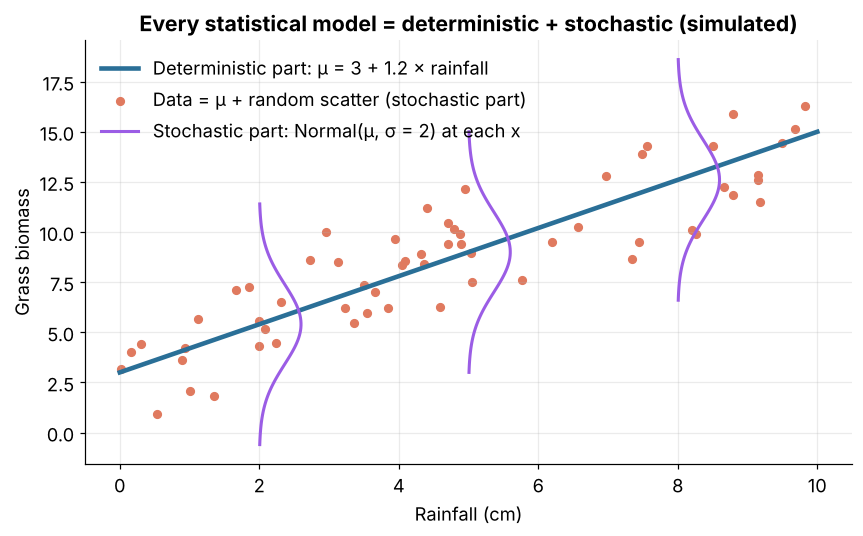 Every statistical model = deterministic + stochastic (simulated)
Deterministic part: μ = 3 + 1.2 × rainfall
Data = μ + random scatter (stochastic part)
Stochastic part: Normal(μ, σ = 2) at each x
17.5
15.0
12.5
10.0
7.5
5.0
2.5
0.0
Grass biomass
0 2 4 6 8 10
Rainfall (cm)